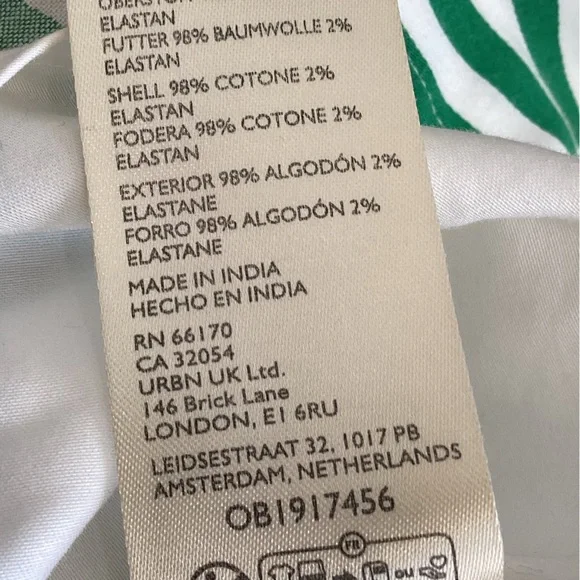 ELASTAN
FUTTER 98% BAUMWOLLE 2%
ELASTAN
SHELL 98% COTONE 2%
ELASTAN
FODERA 98% COTONE 2%
ELASTAN
EXTERIOR 98% ALGODÓN 2%
ELASTANE
FORRO 98% ALGODÓN 2%
ELASTANE
MADE IN INDIA
HECHO EN INDIA
RN 66170
CA 32054
URBN UK Ltd.
146 Brick Lane
LONDON, E1 6RU
LEIDSESTRAAT 32, 1017 PB
AMSTERDAM, NETHERLANDS
OB1917456
FR
ou